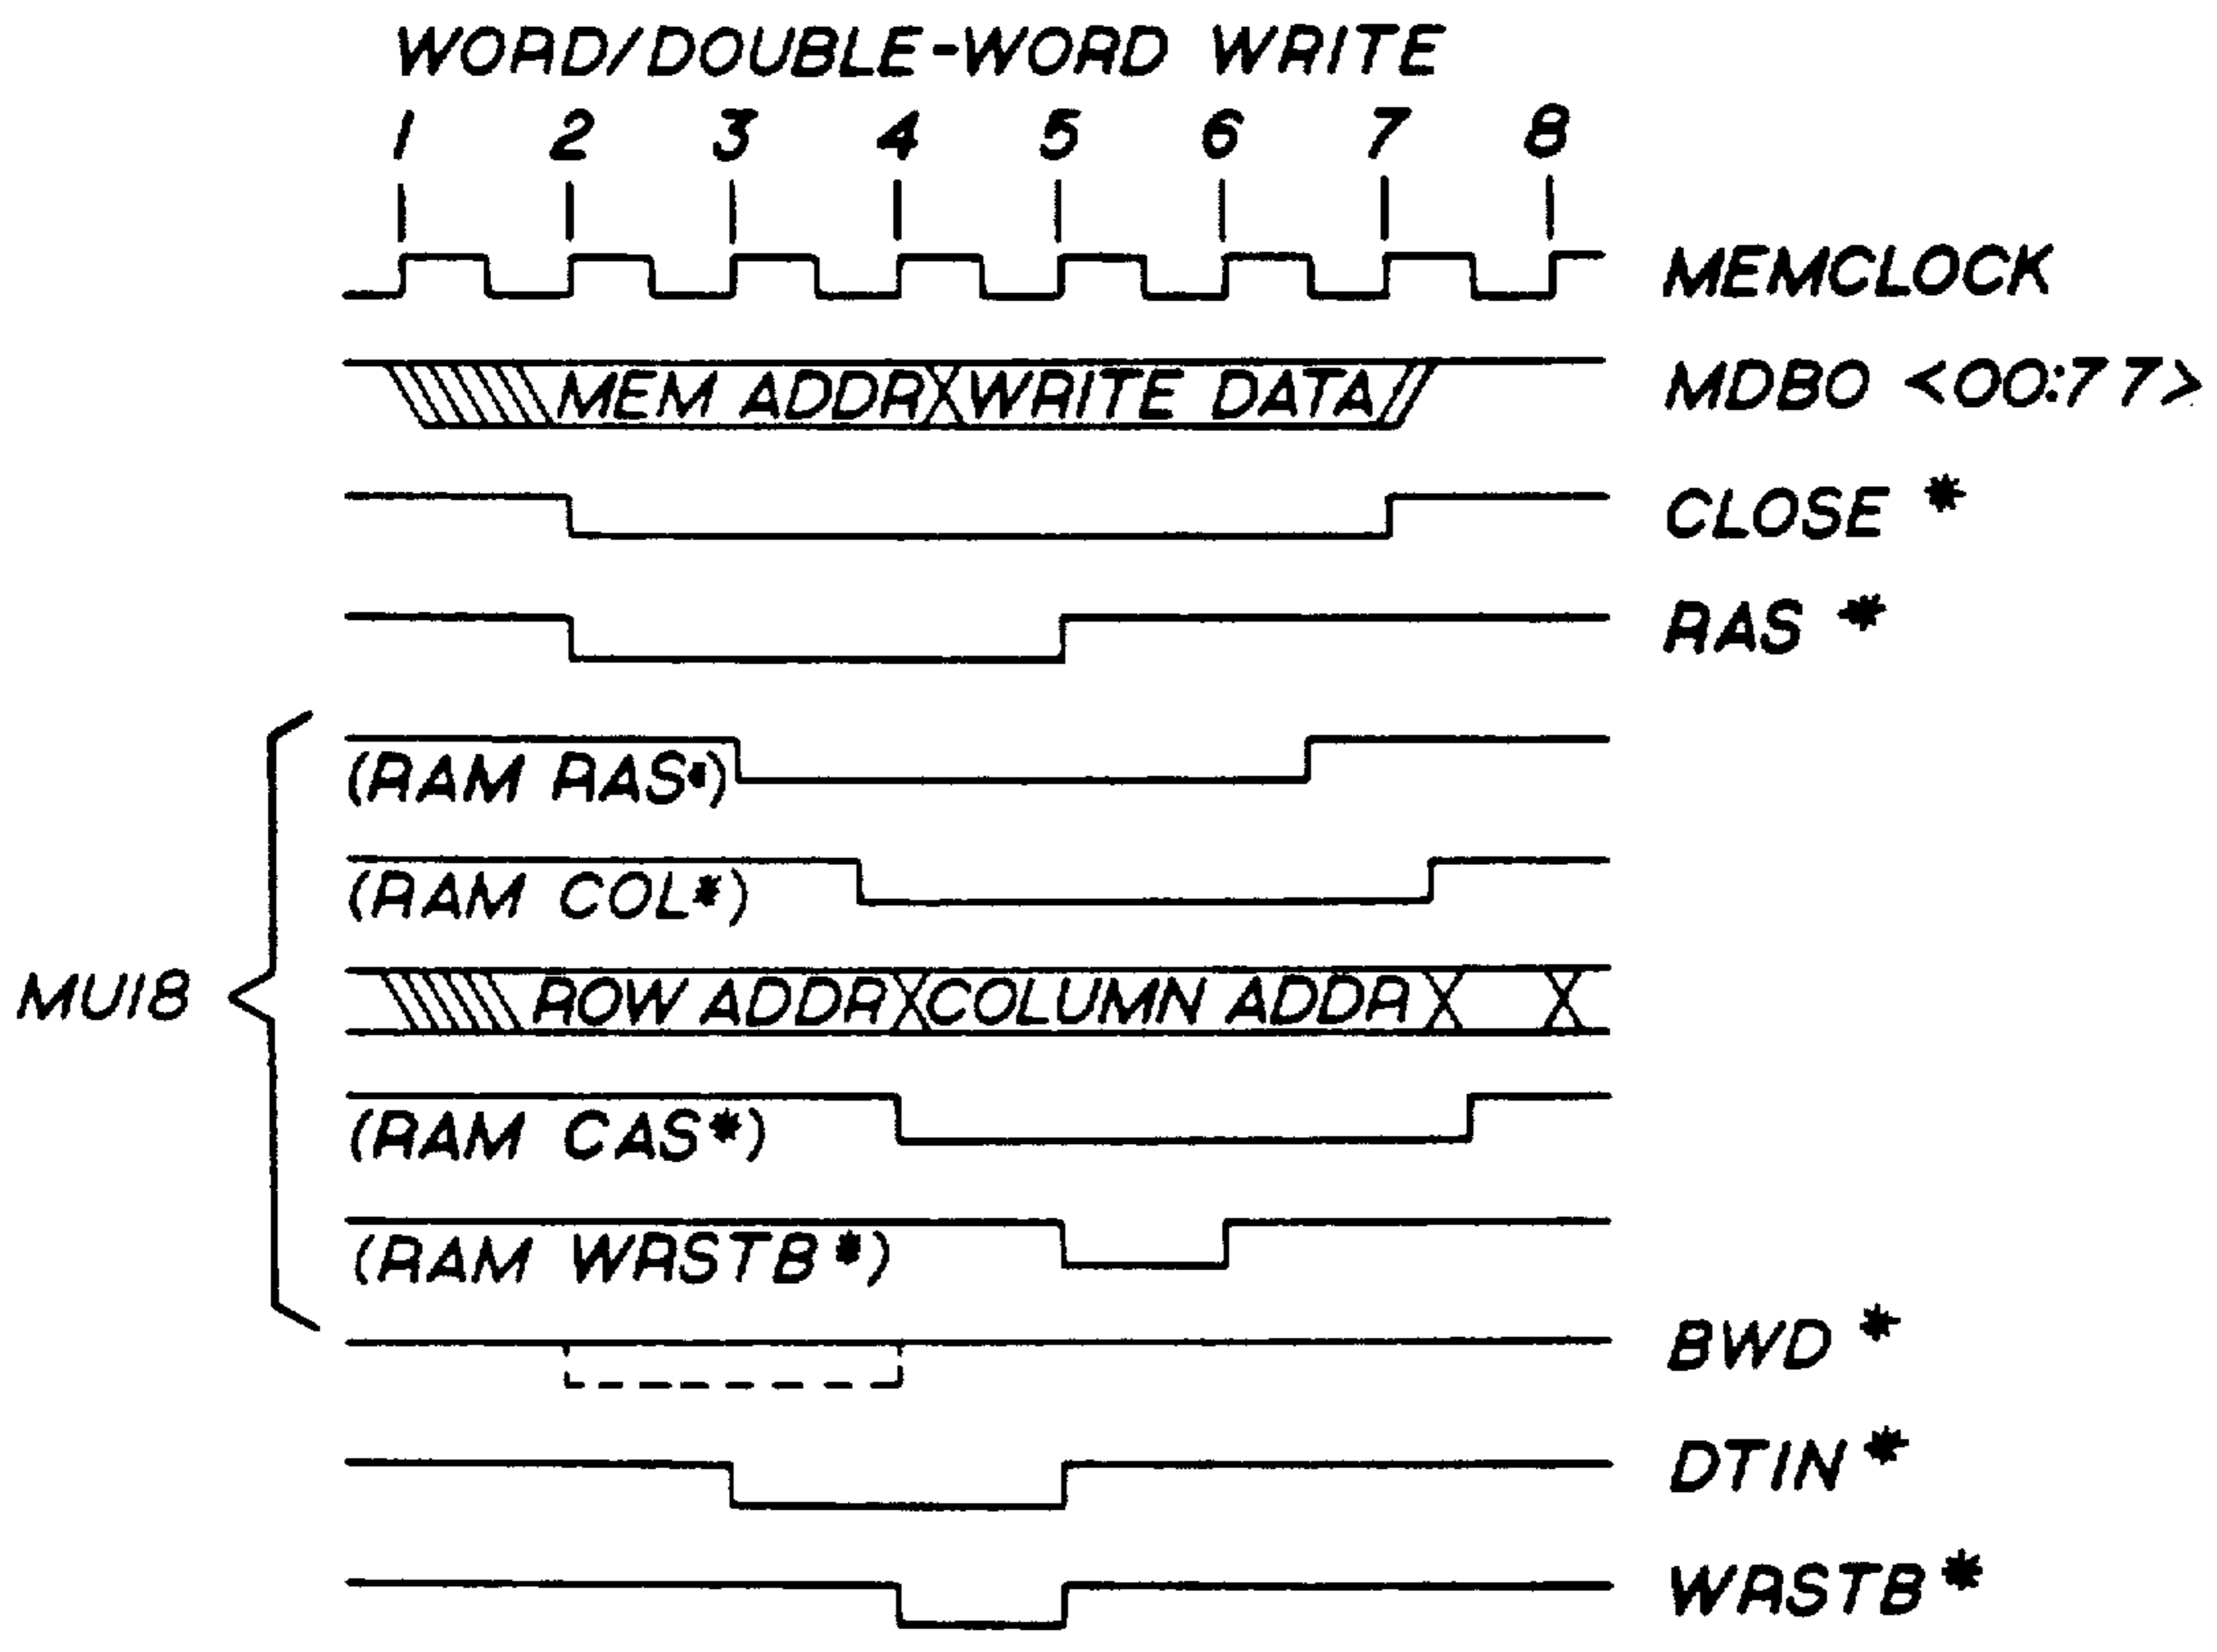 WORD/DOUBLE-WORD WRITE
1 2 3 4 5 6 7 8
MEMCLOCK
MEM ADDR WRITE DATA MDBO <00:77>
CLOSE *
RAS *
(RAM RAS*)
(RAM COL*)
MU18 ROW ADDR COLUMN ADDR
(RAM CAS*)
(RAM WRSTB*)
BWD *
DTIN *
WRSTB *